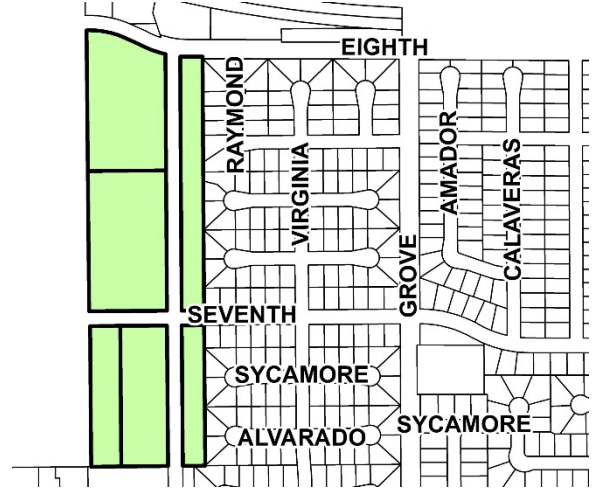 EIGHTH
RAYMOND
VIRGINIA
AMADOR
CALAVERAS
GROVE
SEVENTH
SYCAMORE
SYCAMORE
ALVARADO